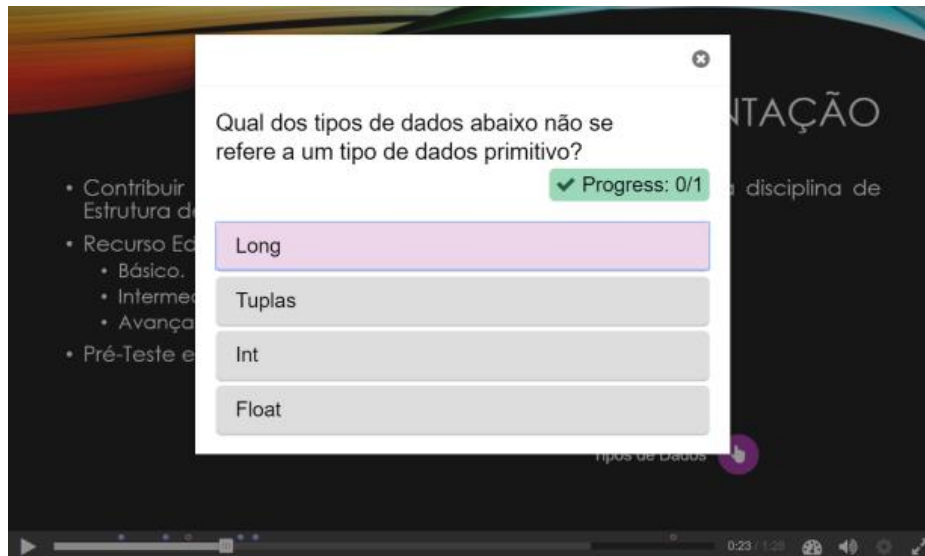 NTAÇÃO
Qual dos tipos de dados abaixo não se
refere a um tipo de dados primitivo?
Progress: 0/1
• Contribuir
disciplina de
Estrutura d
• Recurso Ed
• Básico.
• Interme
• Avança
• Pré-Teste e
Long
Tuplas
Int
Float
Tipos de Dados
0:23 / 1:28